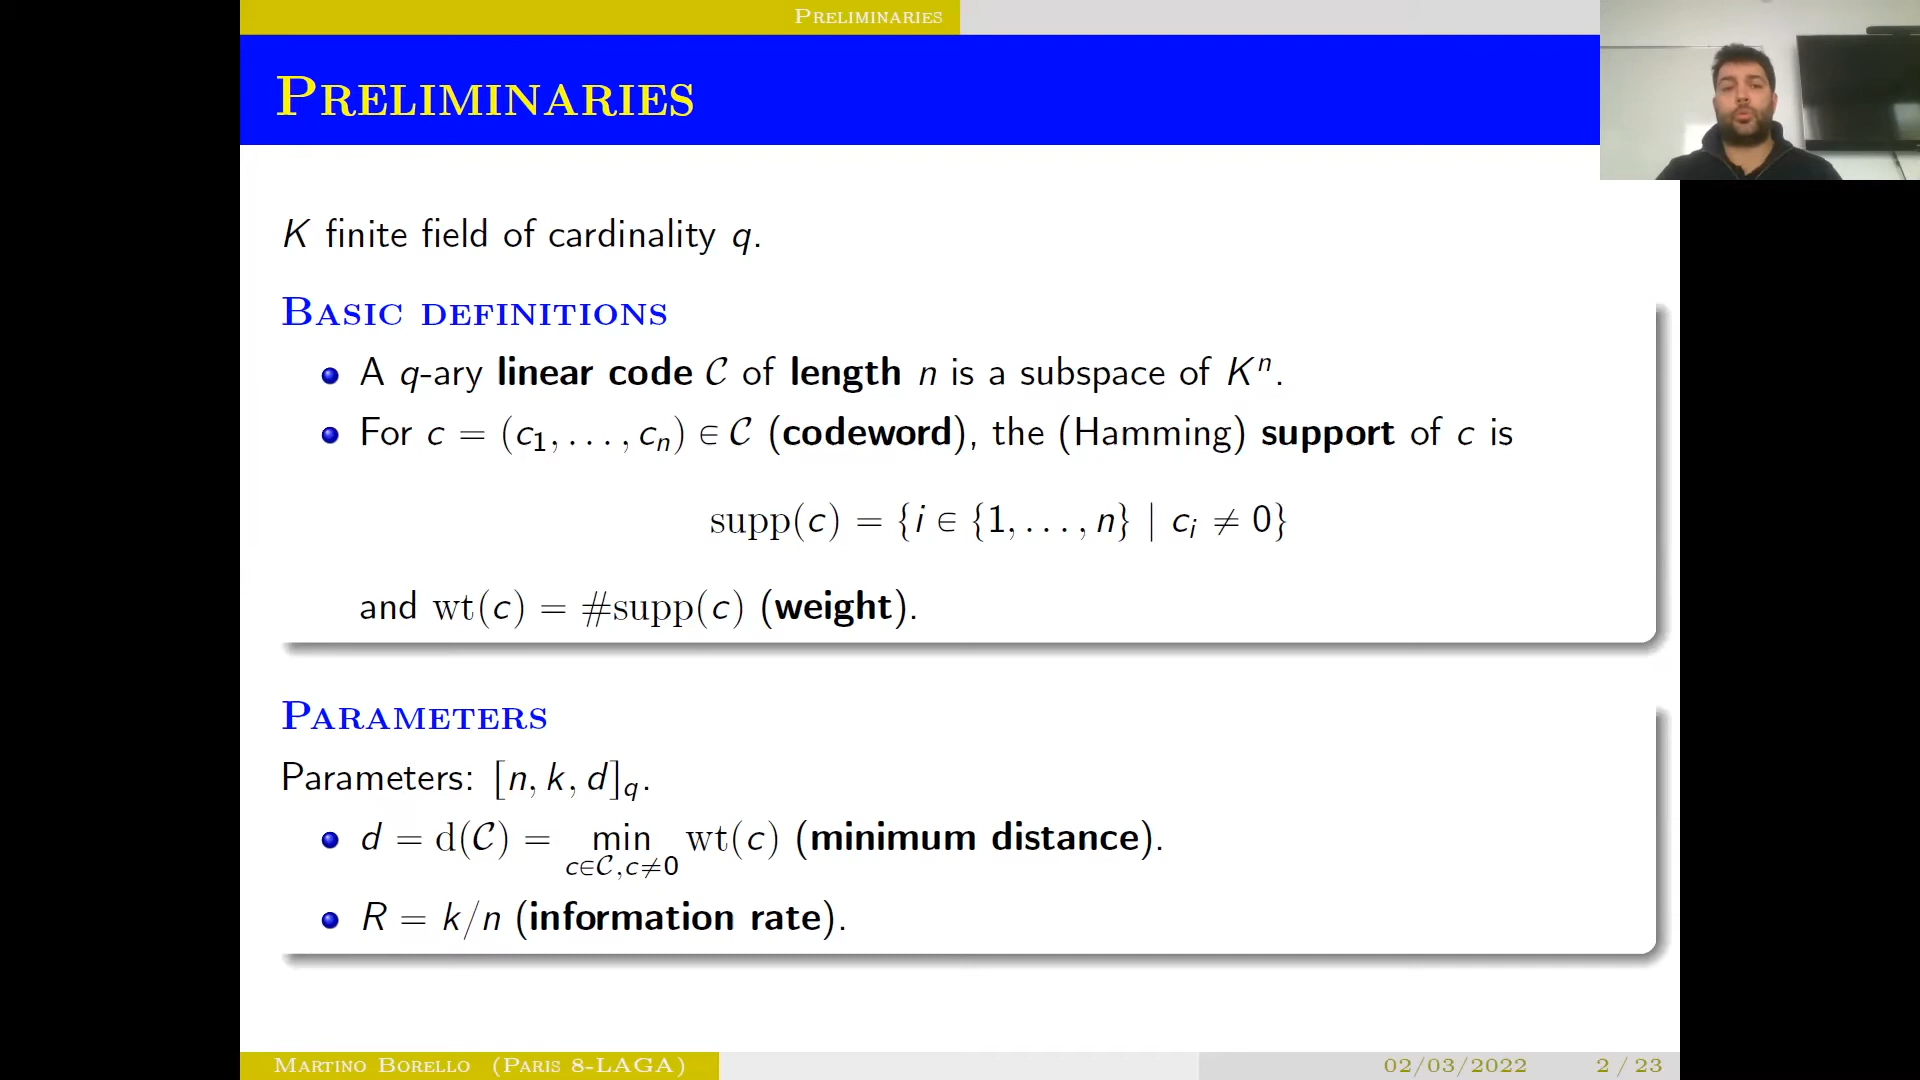 Preliminaries
Preliminaries
K finite field of cardinality q.
Basic definitions
• A q-ary linear code 𝒞 of length n is a subspace of Kⁿ.
• For c = (c₁, . . . , cₙ) ∈ 𝒞 (codeword), the (Hamming) support of c is
supp(c) = {i ∈ {1, . . . , n} | cᵢ ≠ 0}
and wt(c) = #supp(c) (weight).
Parameters
Parameters: [n, k, d]_q.
• d = d(𝒞) = min_{c∈𝒞,c≠0} wt(c) (minimum distance).
• R = k/n (information rate).
Martino Borello (Paris 8-LAGA) 02/03/2022 2 / 23